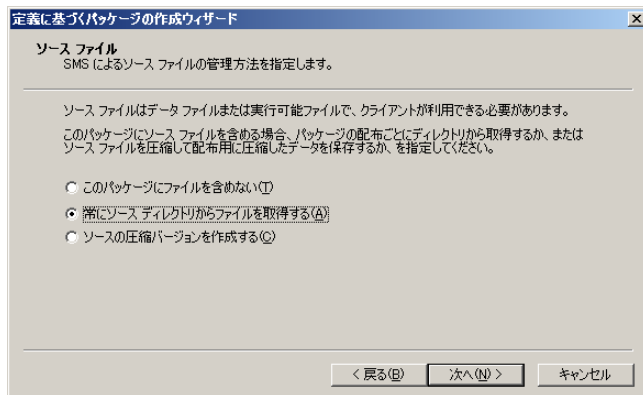 定義に基づくパッケージの作成ウィザード
ソース ファイル
SMS によるソース ファイルの管理方法を指定します。
ソース ファイルはデータ ファイルまたは実行可能ファイルで、クライアントが利用できる必要があります。
このパッケージにソース ファイルを含める場合、パッケージの配布ごとにディレクトリから取得するか、または
ソース ファイルを圧縮して配布用に圧縮したデータを保存するか、を指定してください。
このパッケージにファイルを含めない(T)
常にソース ディレクトリからファイルを取得する(A)
ソースの圧縮バージョンを作成する(C)
< 戻る(B) 次へ(N) > キャンセル